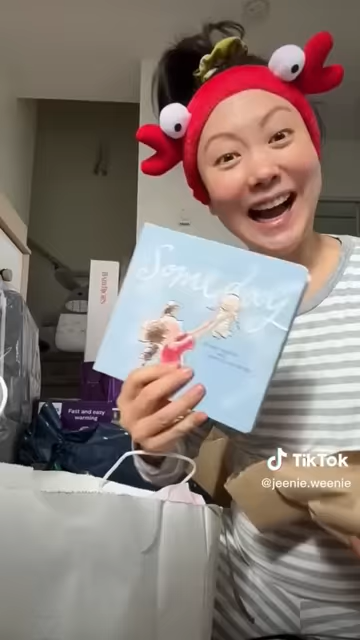 Someday
Fast and easy
warming
TikTok
@jeenie.weenie